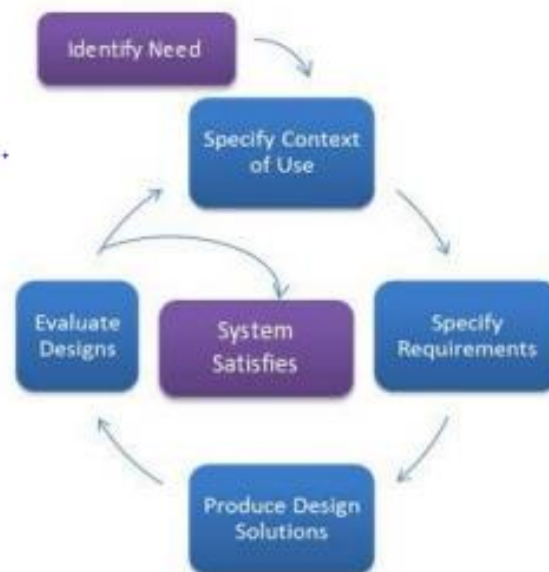 Identify Need
Specify Context
of Use
Evaluate
Designs
System
Satisfies
Specify
Requirements
Produce Design
Solutions